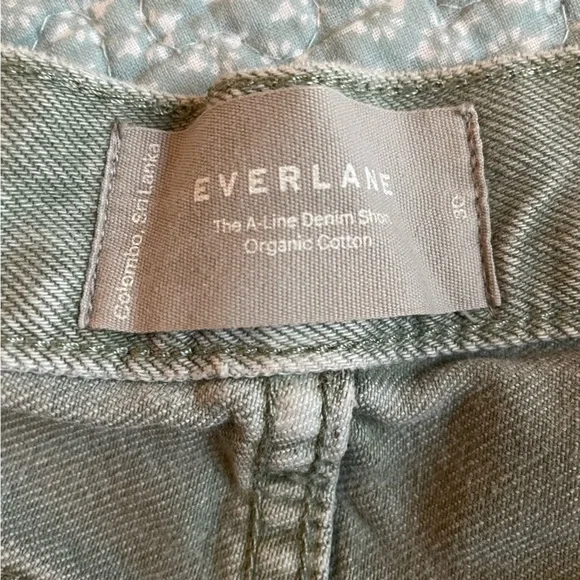 Colombo, Sri Lanka
EVERLANE
The A-Line Denim Short
Organic Cotton
30